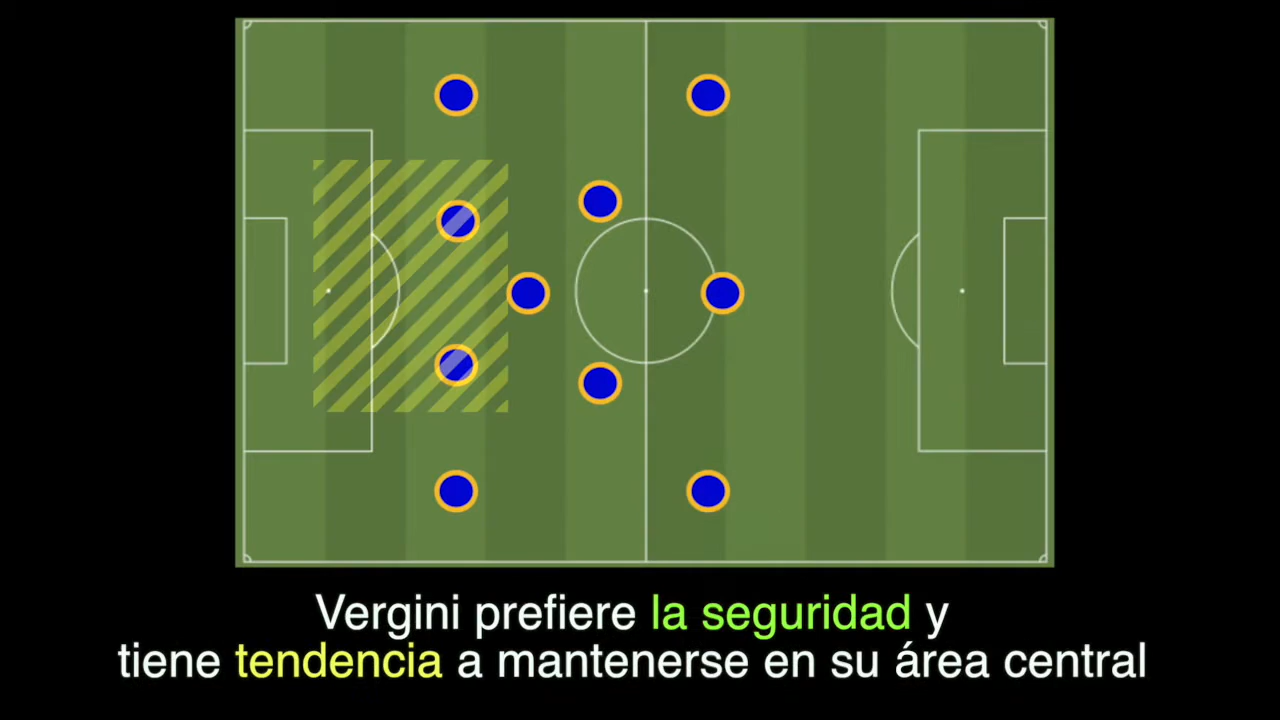 Vergini prefiere la seguridad y
tiene tendencia a mantenerse en su área central